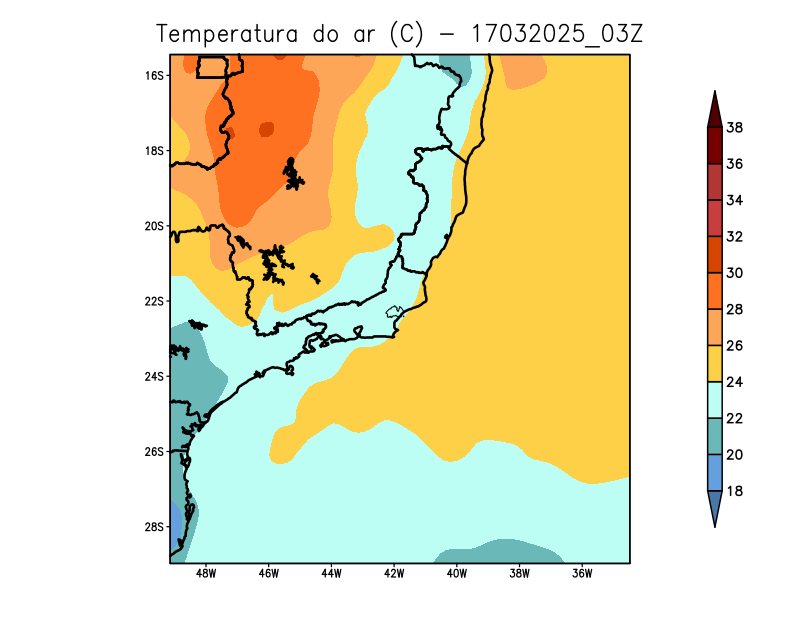 Temperatura do ar (C) – 17032025_03Z
16S
18S
20S
22S
24S
26S
28S
48W 46W 44W 42W 40W 38W 36W
38
36
34
32
30
28
26
24
22
20
18